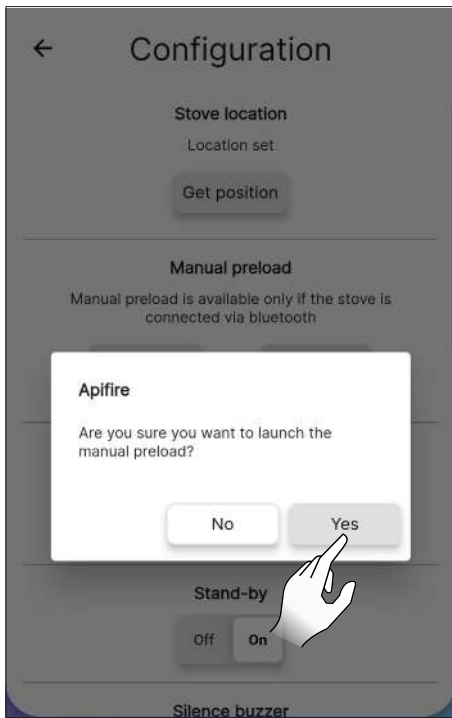 Configuration
Stove location
Location set
Get position
Manual preload
Manual preload is available only if the stove is
connected via bluetooth
Apifire
Are you sure you want to launch the
manual preload?
No Yes
Stand-by
Off On
Silence buzzer